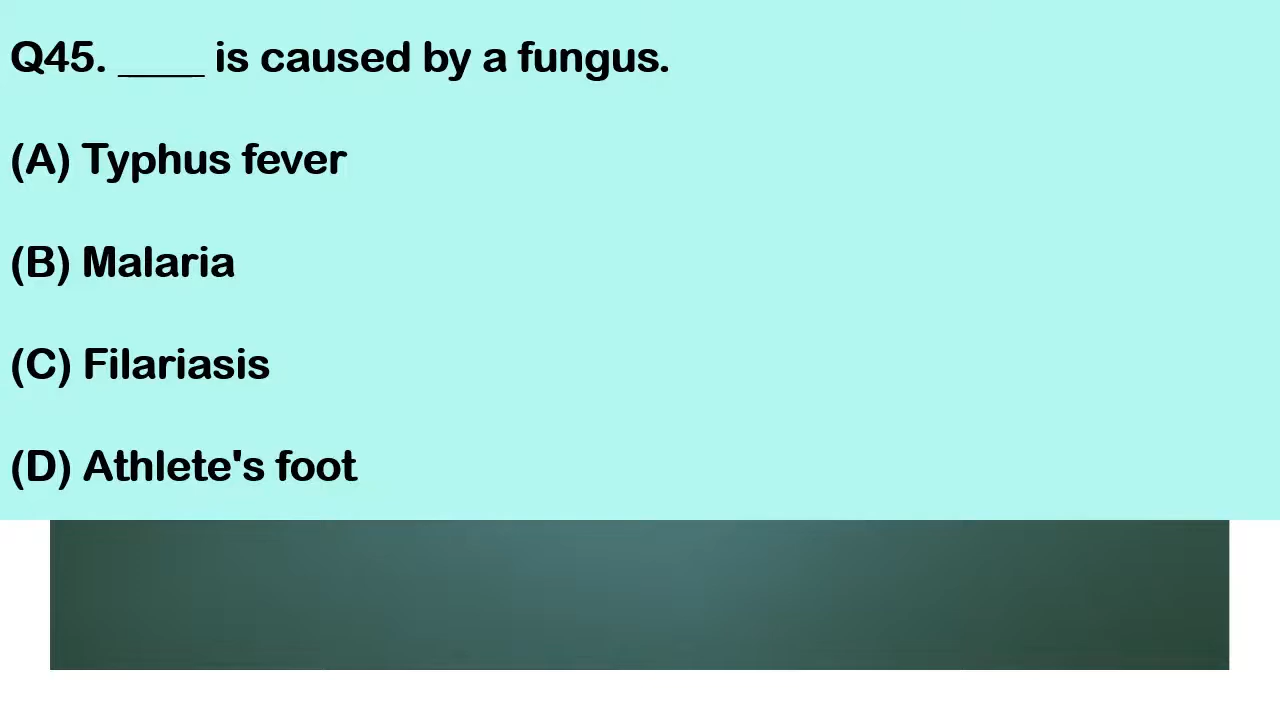 Q45. ____ is caused by a fungus.
(A) Typhus fever
(B) Malaria
(C) Filariasis
(D) Athlete's foot